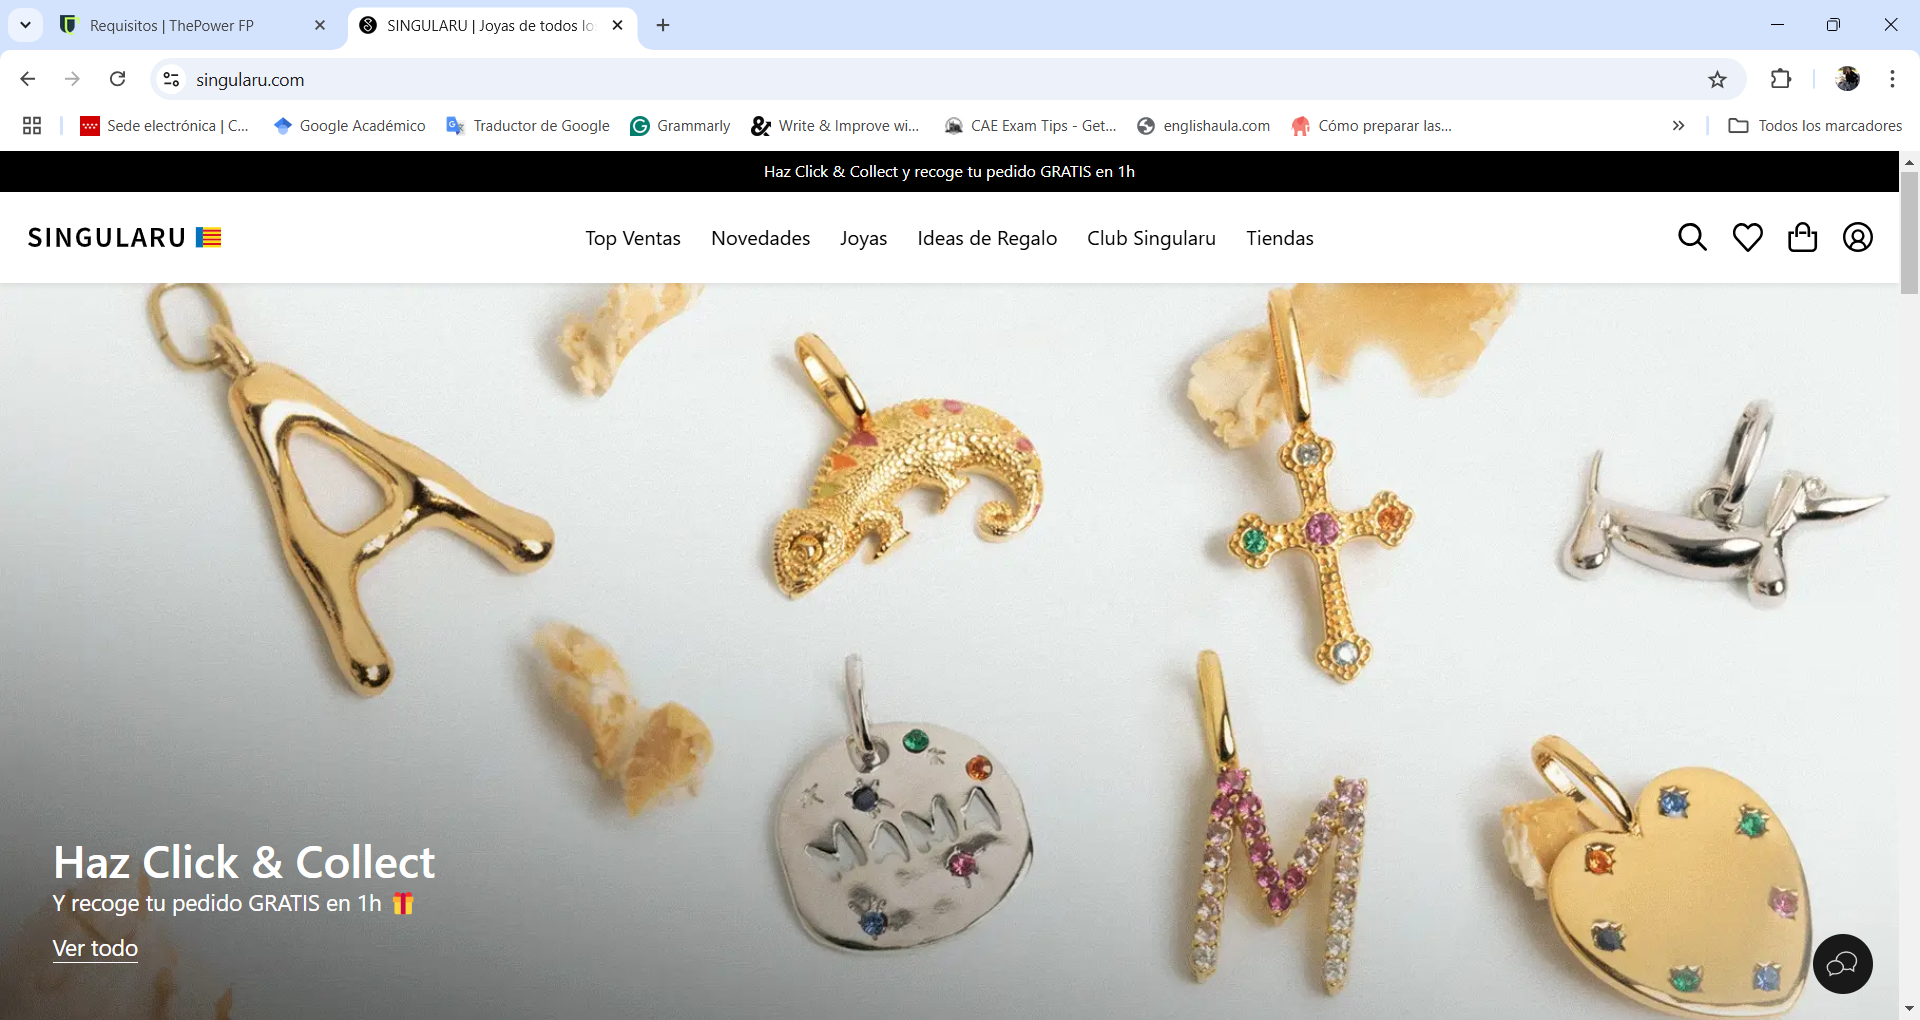 Requisitos | ThePower FP
SINGULARU | Joyas de todos lo
singularu.com
Sede electrónica | C...
Google Académico
Traductor de Google
Grammarly
Write & Improve wi...
CAE Exam Tips - Get...
englishaula.com
Cómo preparar las...
Todos los marcadores
Haz Click & Collect y recoge tu pedido GRATIS en 1h
SINGULARU
Top Ventas
Novedades
Joyas
Ideas de Regalo
Club Singularu
Tiendas
MAMA
Haz Click & Collect
Y recoge tu pedido GRATIS en 1h 🎁
Ver todo